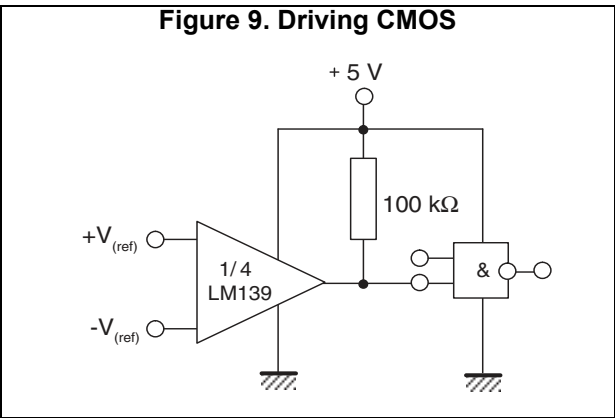 Figure 9. Driving CMOS
+ 5 V
100 kΩ
+V(ref)
1/4
LM139
&
-V(ref)